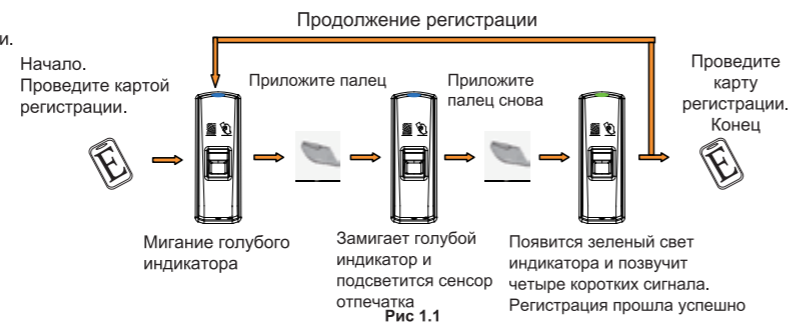 Продолжение регистрации
и.
Начало.
Проведите картой
регистрации.
Приложите палец
Приложите
палец снова
Проведите
карту
регистрации.
Конец
E
E
Мигание голубого
индикатора
Замигает голубой
индикатор и
подсветится сенсор
отпечатка
Появится зеленый свет
индикатора и позвучит
четыре коротких сигнала.
Регистрация прошла успешно
Рис 1.1